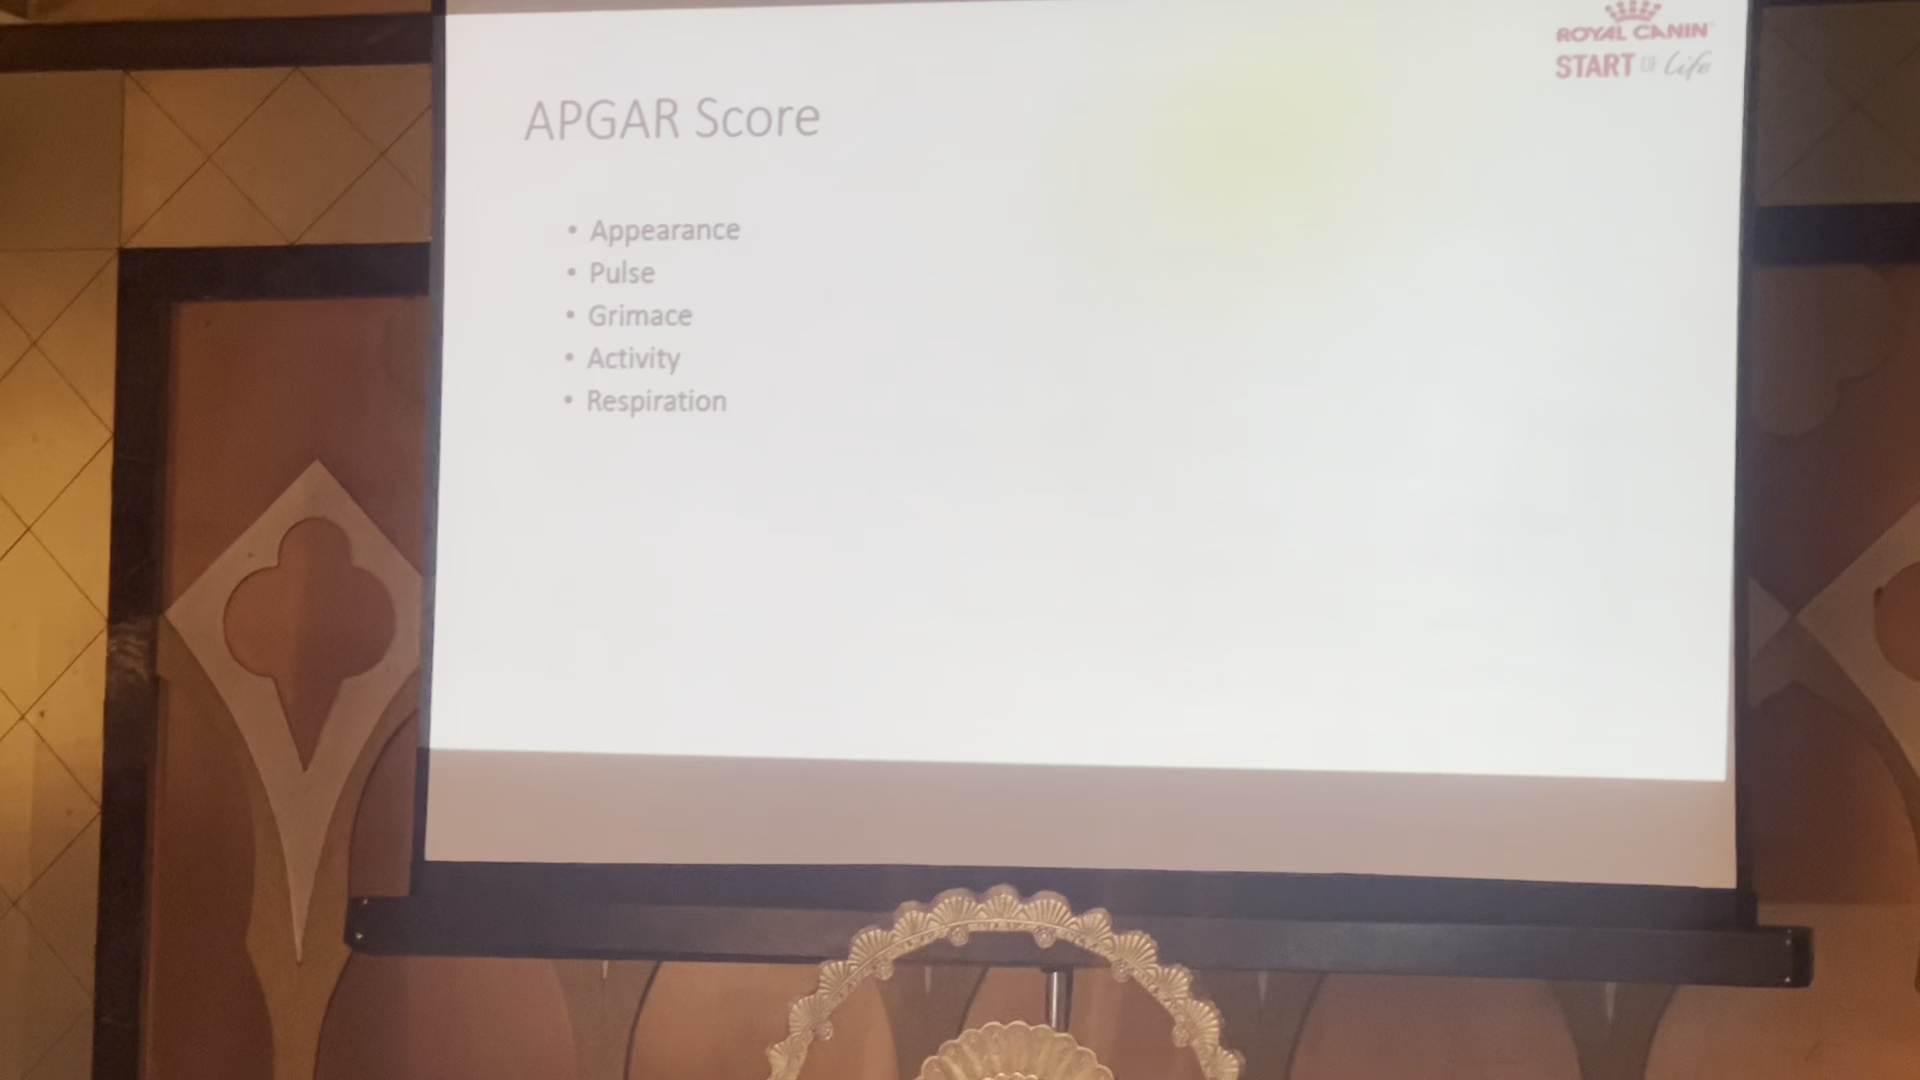 ROYAL CANIN
START OF Life
APGAR Score
• Appearance
• Pulse
• Grimace
• Activity
• Respiration